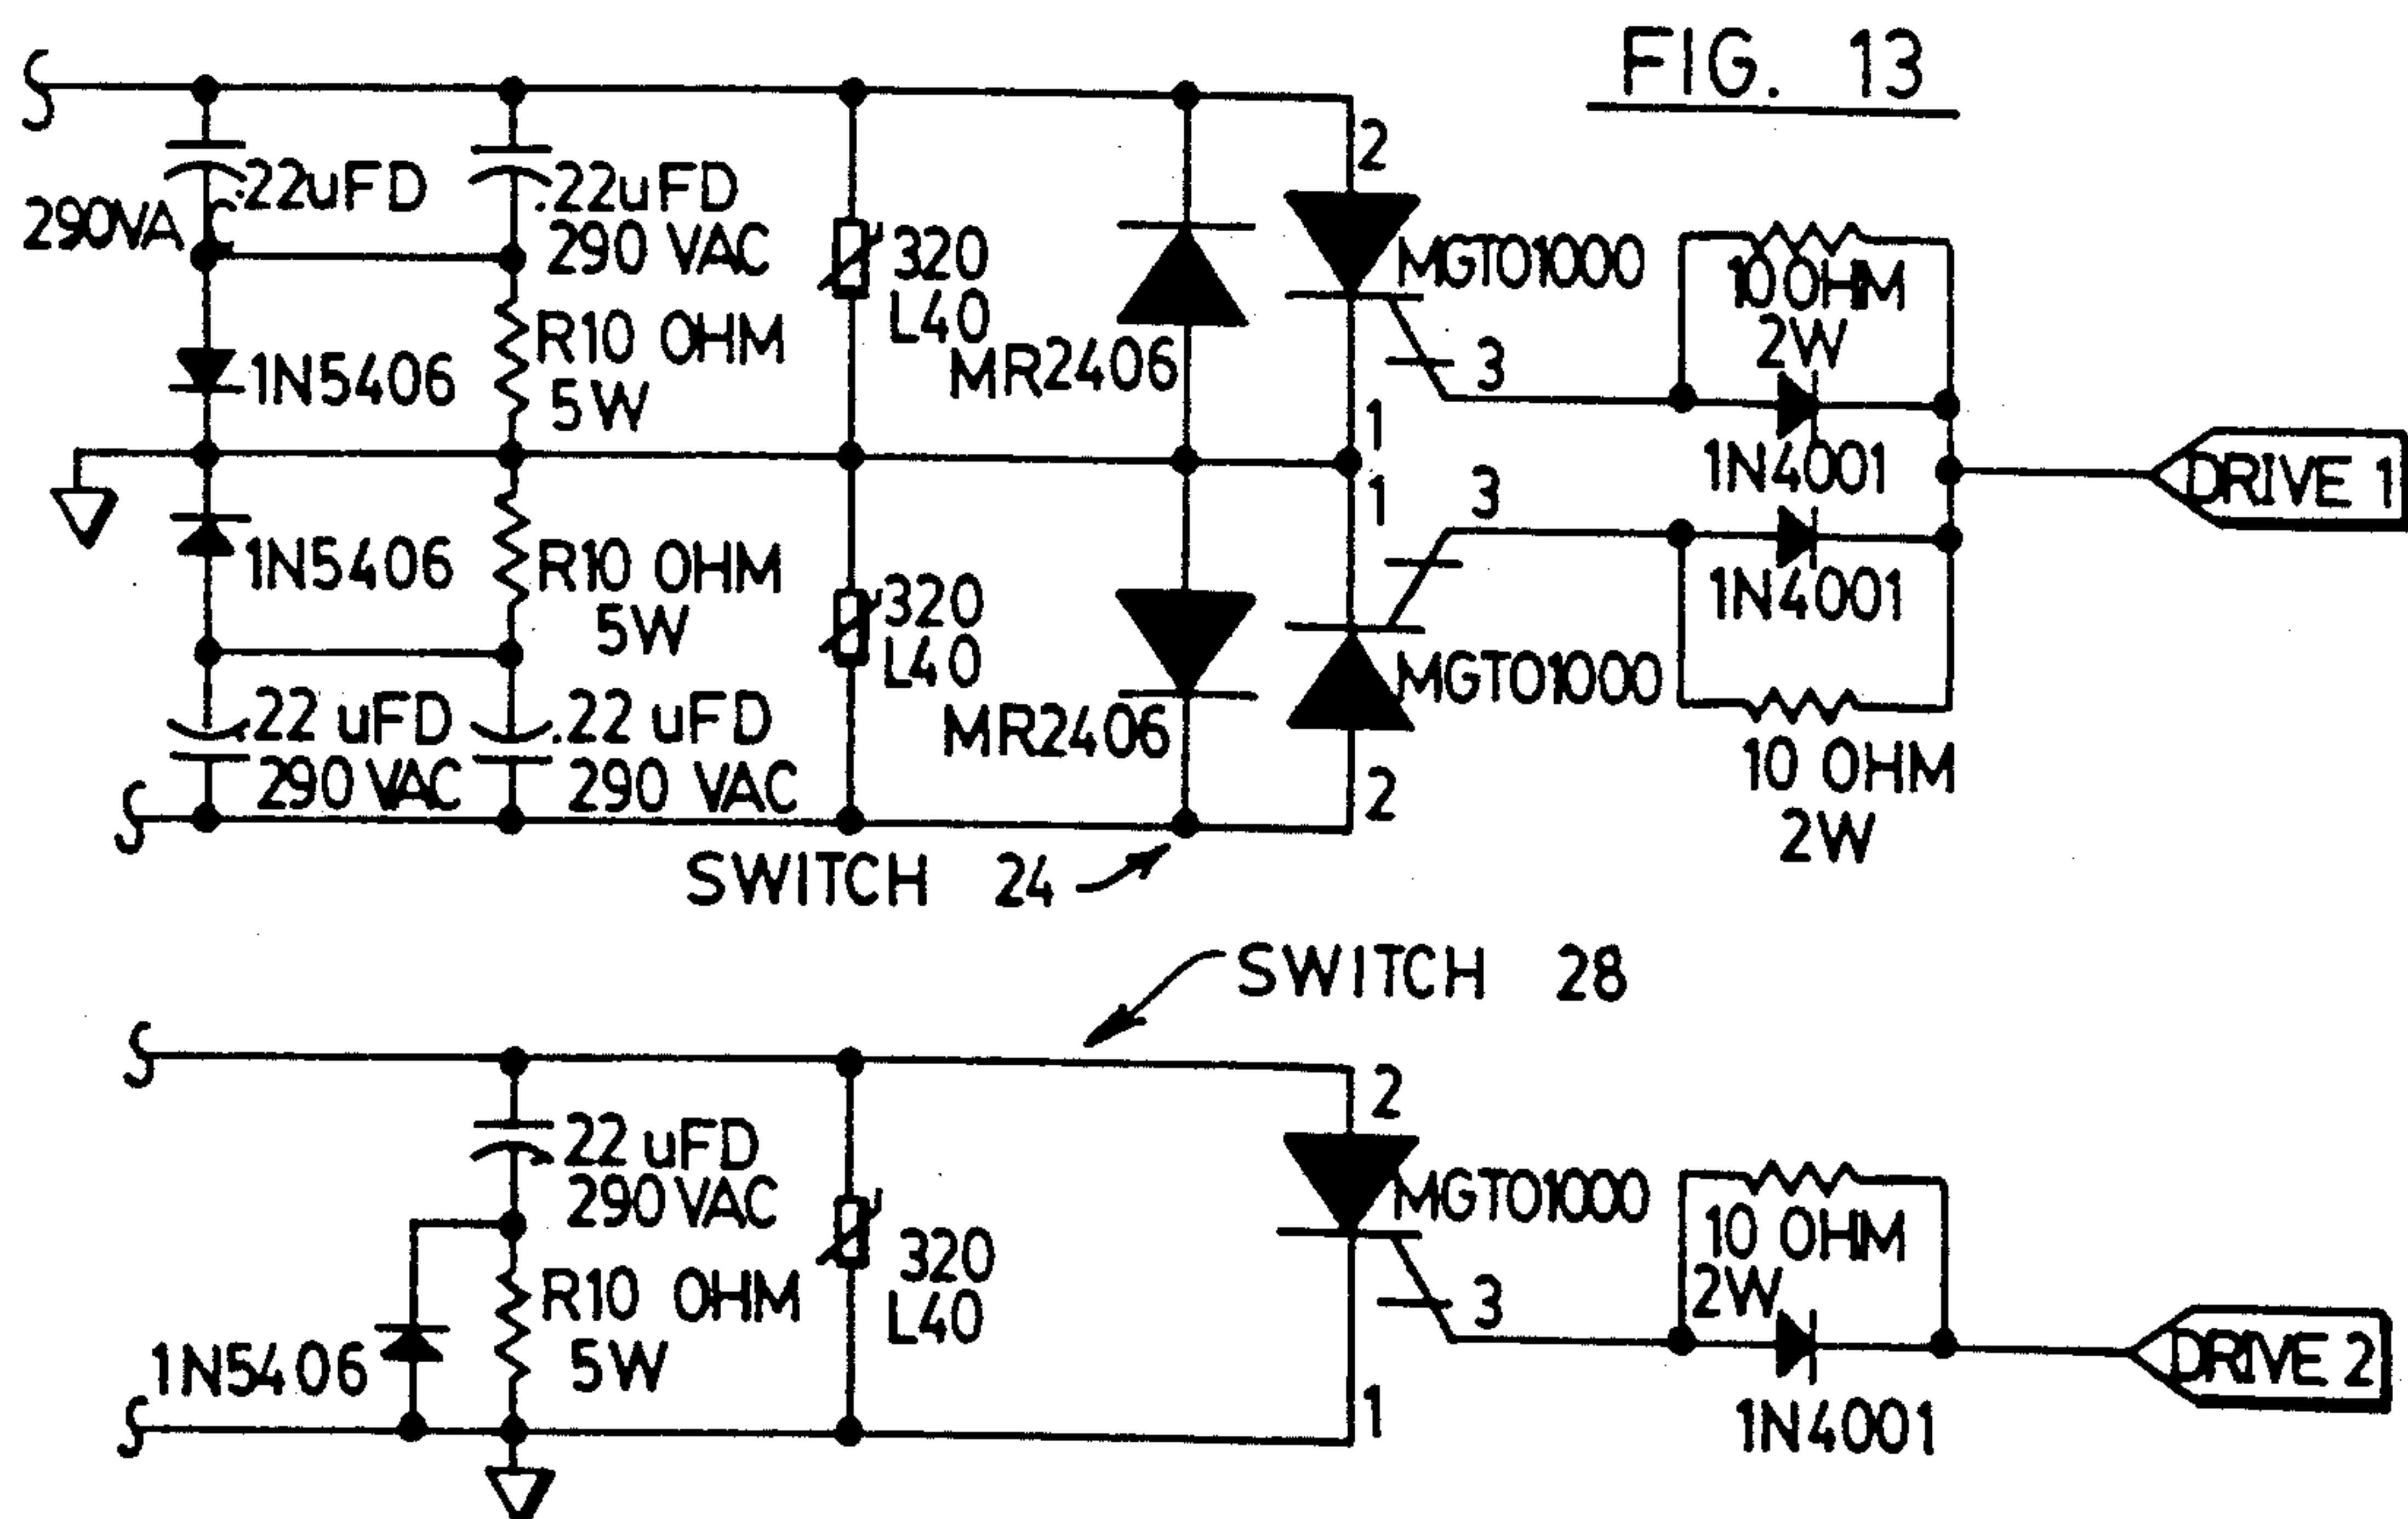 FIG. 13
2
.22uFD
290VAC
.22uFD
290 VAC
320
L40
MGTO1000
10 OHM
2W
R10 OHM
5W
1N5406
MR2406
3
1
1N4001
DRIVE 1
1
3
1N5406
R10 OHM
5W
320
L40
1N4001
MGTO1000
.22 uFD
290 VAC
.22 uFD
290 VAC
MR2406
2
10 OHM
2W
SWITCH 24
SWITCH 28
2
.22 uFD
290 VAC
MGTO1000
10 OHM
2W
320
L40
R10 OHM
5W
3
1N5406
1
DRIVE 2
1N4001